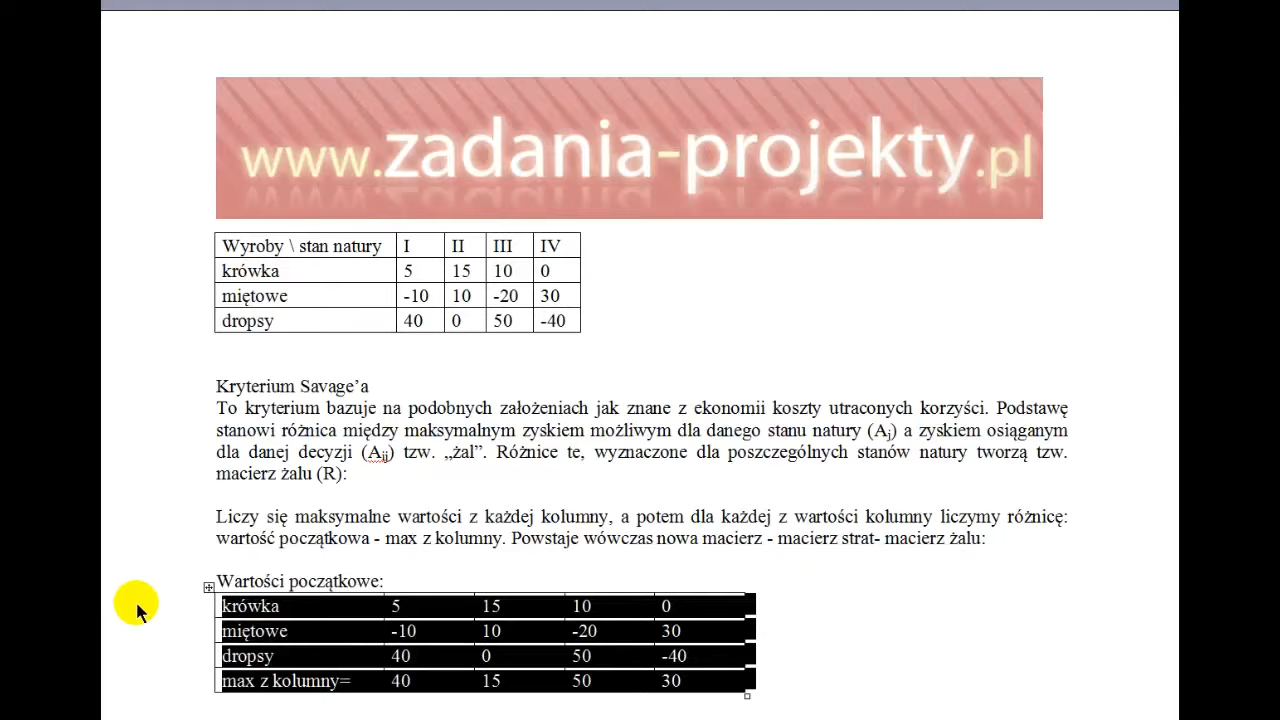 www.zadania-projekty.pl
Wyroby \ stan natury I II III IV
krówka 5 15 10 0
miętowe -10 10 -20 30
dropsy 40 0 50 -40
Kryterium Savage’a
To kryterium bazuje na podobnych założeniach jak znane z ekonomii koszty utraconych korzyści. Podstawę
stanowi różnica między maksymalnym zyskiem możliwym dla danego stanu natury (Aj) a zyskiem osiąganym
dla danej decyzji (Aij) tzw. „żal”. Różnice te, wyznaczone dla poszczególnych stanów natury tworzą tzw.
macierz żalu (R):
Liczy się maksymalne wartości z każdej kolumny, a potem dla każdej z wartości kolumny liczymy różnicę:
wartość początkowa - max z kolumny. Powstaje wówczas nowa macierz - macierz strat- macierz żalu:
Wartości początkowe:
krówka 5 15 10 0
miętowe -10 10 -20 30
dropsy 40 0 50 -40
max z kolumny= 40 15 50 30